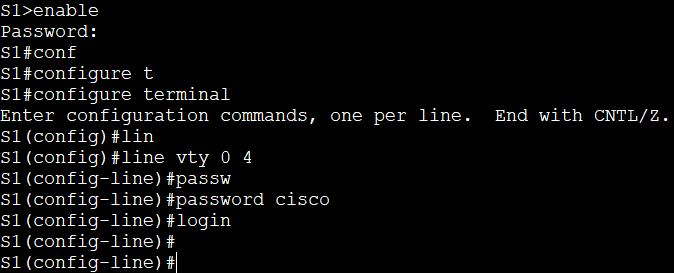 S1>enable
Password:
S1#conf
S1#configure t
S1#configure terminal
Enter configuration commands, one per line.  End with CNTL/Z.
S1(config)#lin
S1(config)#line vty 0 4
S1(config-line)#passw
S1(config-line)#password cisco
S1(config-line)#login
S1(config-line)#
S1(config-line)#